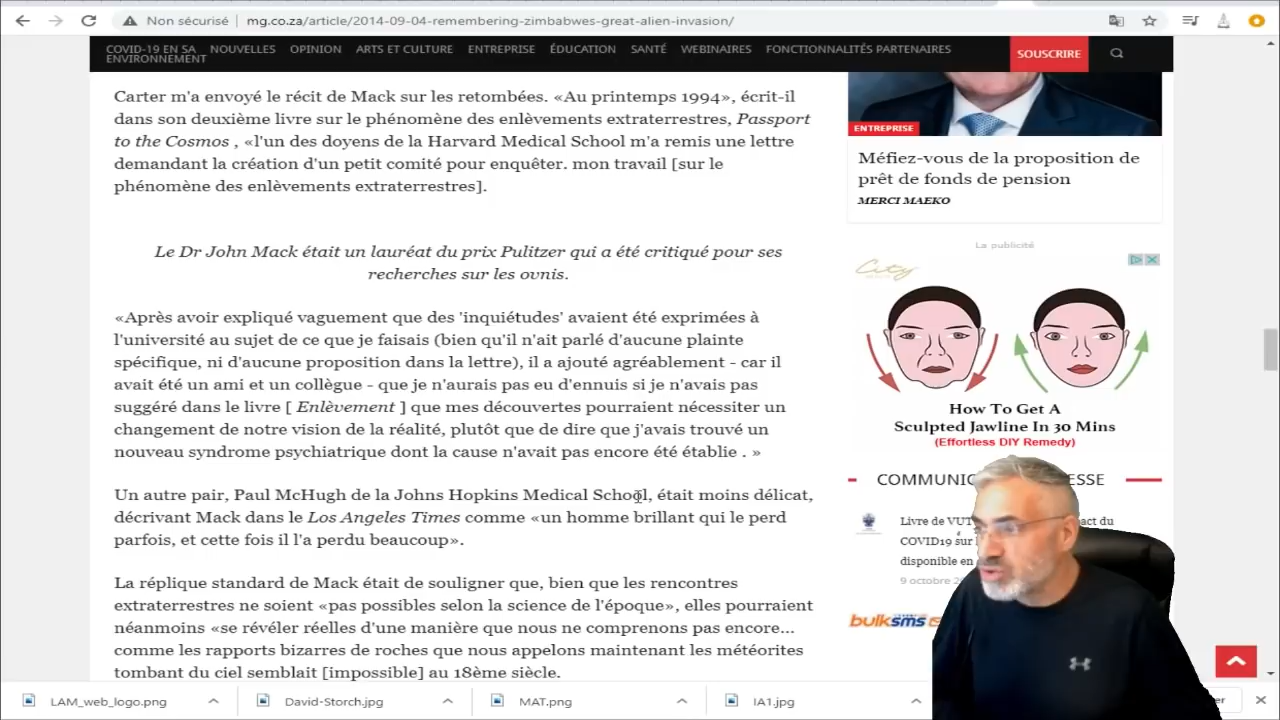 Non sécurisé
mg.co.za/article/2014-09-04-remembering-zimbabwes-great-alien-invasion/
COVID-19 EN SA NOUVELLES OPINION ARTS ET CULTURE ENTREPRISE ÉDUCATION SANTÉ WEBINAIRES FONCTIONNALITÉS PARTENAIRES
ENVIRONNEMENT
SOUSCRIRE
Carter m'a envoyé le récit de Mack sur les retombées. «Au printemps 1994», écrit-il
dans son deuxième livre sur le phénomène des enlèvements extraterrestres, Passport
to the Cosmos , «l'un des doyens de la Harvard Medical School m'a remis une lettre
demandant la création d'un petit comité pour enquêter. mon travail [sur le
phénomène des enlèvements extraterrestres].
Le Dr John Mack était un lauréat du prix Pulitzer qui a été critiqué pour ses
recherches sur les ovnis.
«Après avoir expliqué vaguement que des 'inquiétudes' avaient été exprimées à
l'université au sujet de ce que je faisais (bien qu'il n'ait parlé d'aucune plainte
spécifique, ni d'aucune proposition dans la lettre), il a ajouté agréablement - car il
avait été un ami et un collègue - que je n'aurais pas eu d'ennuis si je n'avais pas
suggéré dans le livre [ Enlèvement ] que mes découvertes pourraient nécessiter un
changement de notre vision de la réalité, plutôt que de dire que j'avais trouvé un
nouveau syndrome psychiatrique dont la cause n'avait pas encore été établie . »
Un autre pair, Paul McHugh de la Johns Hopkins Medical School, était moins délicat,
décrivant Mack dans le Los Angeles Times comme «un homme brillant qui le perd
parfois, et cette fois il l'a perdu beaucoup».
La réplique standard de Mack était de souligner que, bien que les rencontres
extraterrestres ne soient «pas possibles selon la science de l'époque», elles pourraient
néanmoins «se révéler réelles d'une manière que nous ne comprenons pas encore...
comme les rapports bizarres de roches que nous appelons maintenant les météorites
tombant du ciel semblait [impossible] au 18ème siècle.
ENTREPRISE
Méfiez-vous de la proposition de
prêt de fonds de pension
MERCI MAEKO
La publicité
City
How To Get A
Sculpted Jawline In 30 Mins
(Effortless DIY Remedy)
COMMUNIQ ESSE
Livre de VUT act du
COVID19 sur l
disponible en
9 octobre 2
bulksms
LAM_web_logo.png
David-Storch.jpg
MAT.png
IA1.jpg